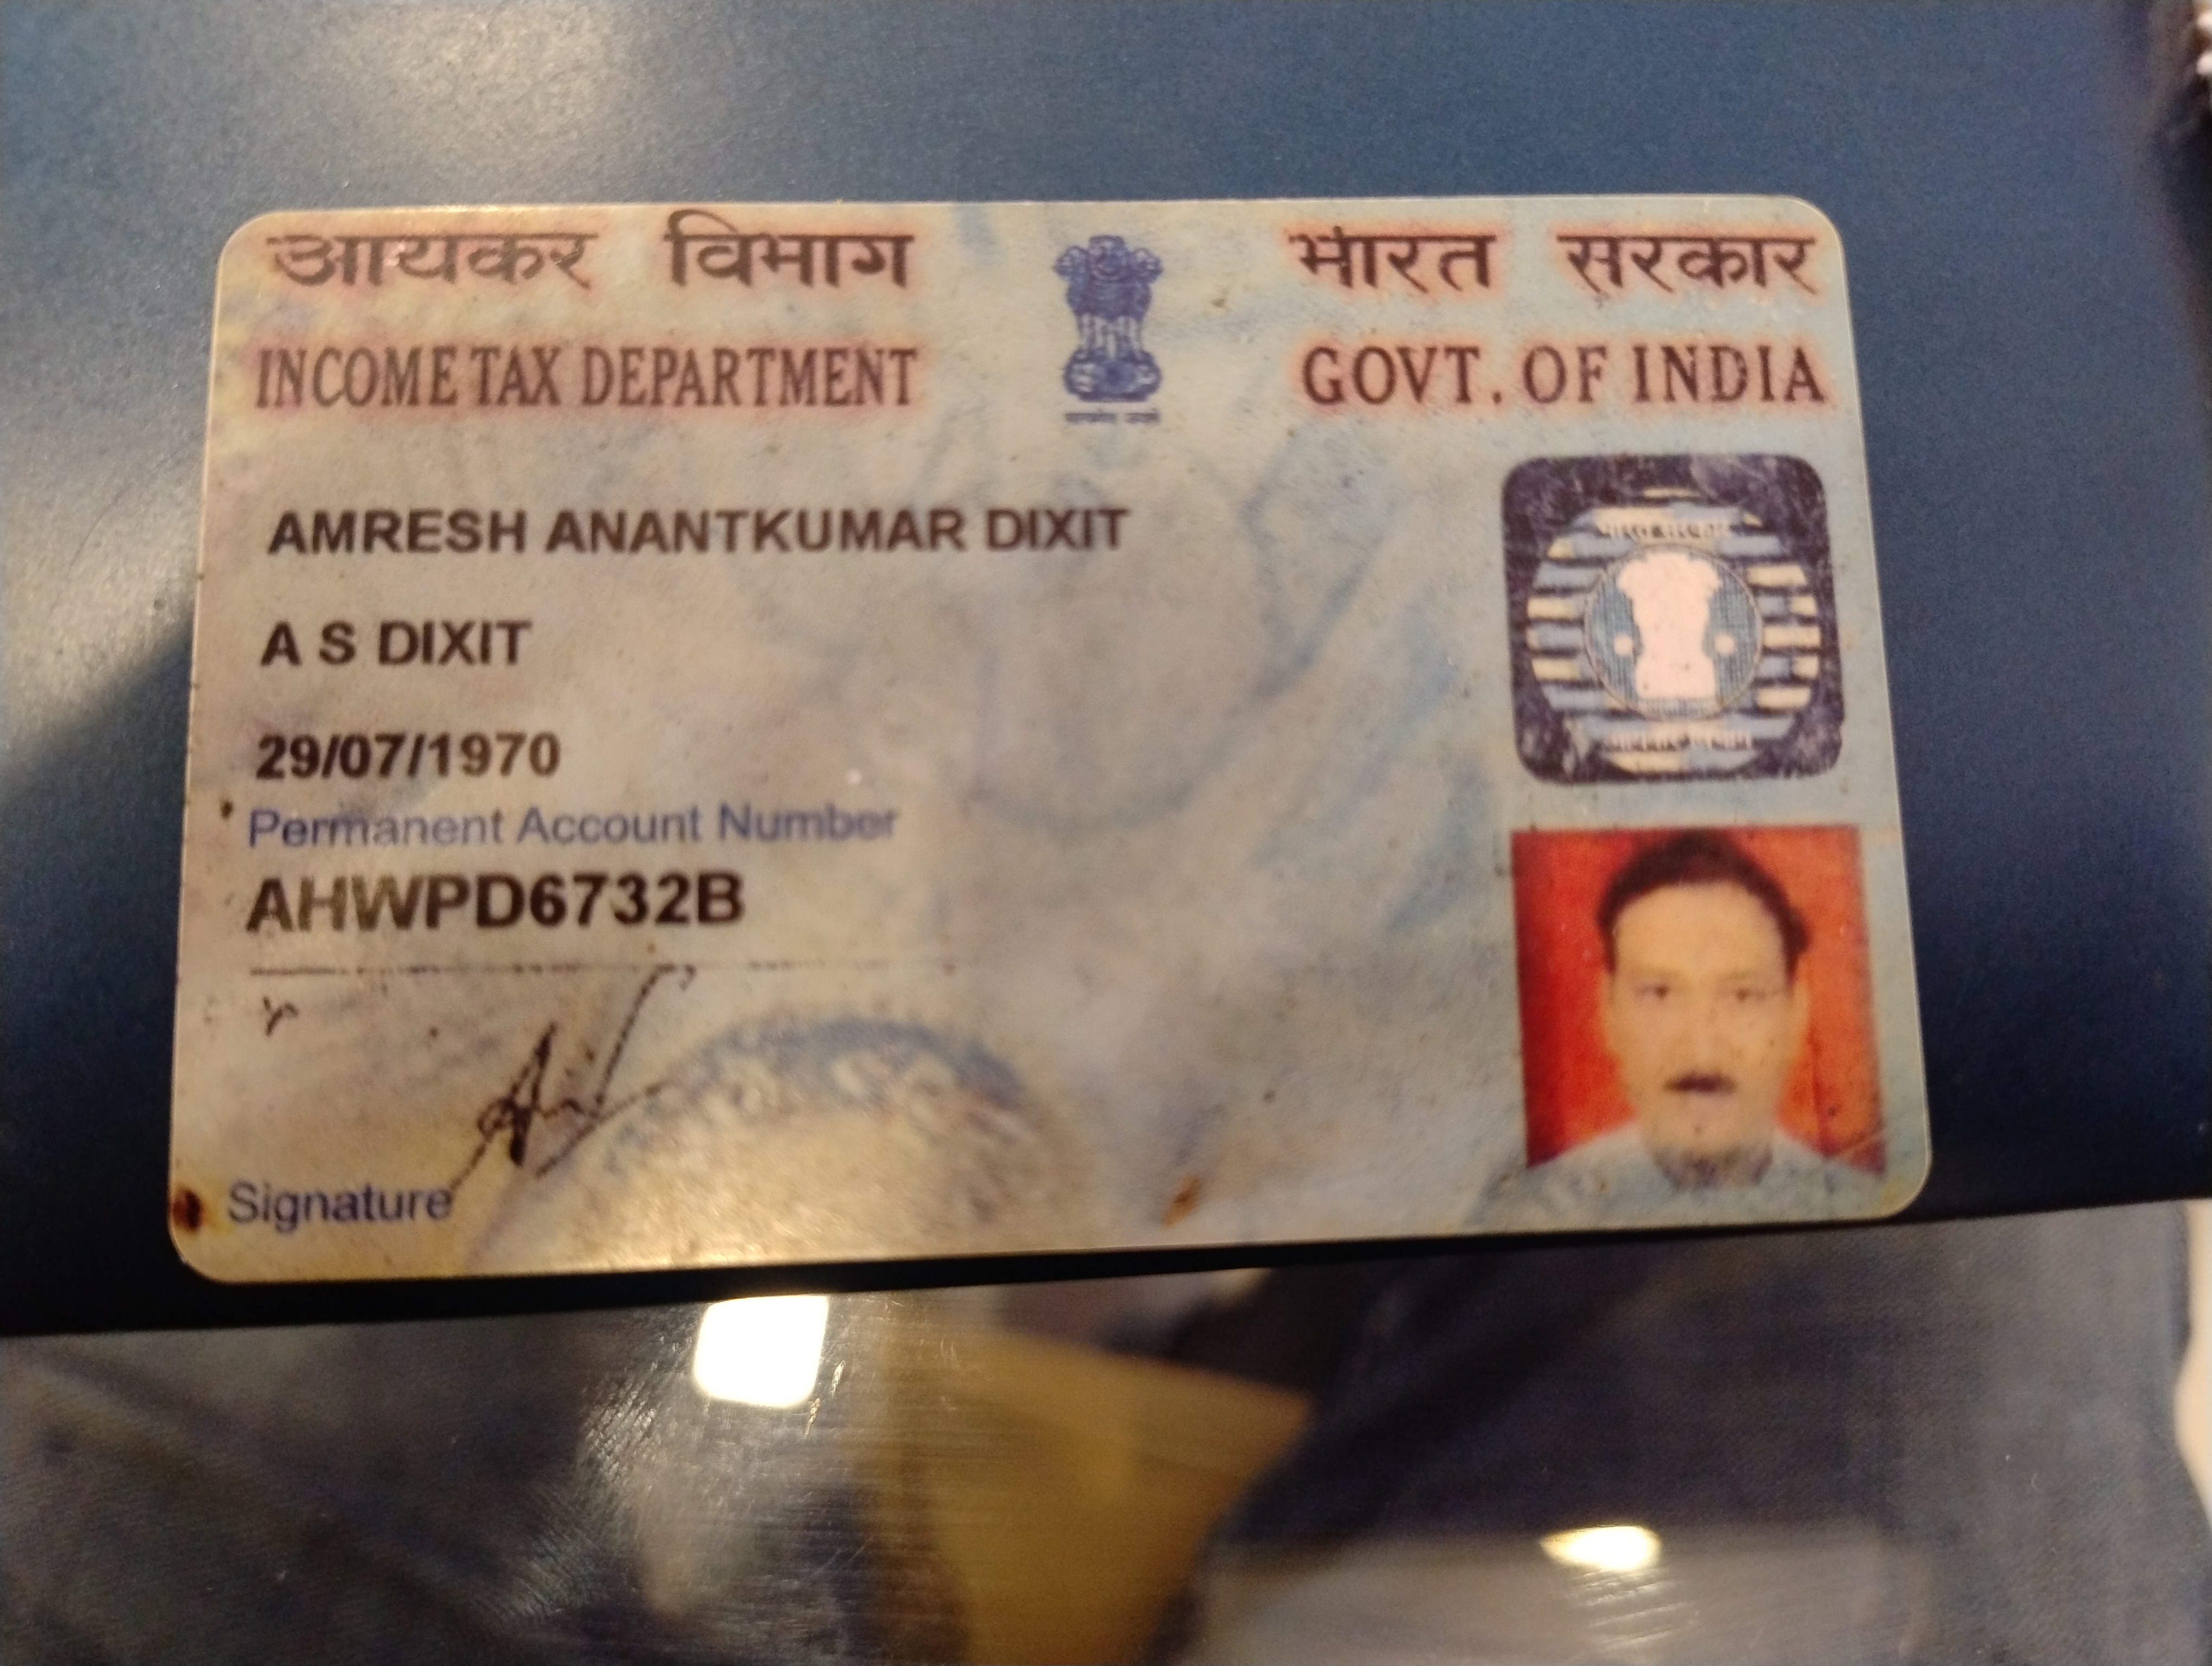 आयकर विभाग
INCOME TAX DEPARTMENT
भारत सरकार
GOVT. OF INDIA
AMRESH ANANTKUMAR DIXIT
A S DIXIT
29/07/1970
Permanent Account Number
AHWPD6732B
Signature